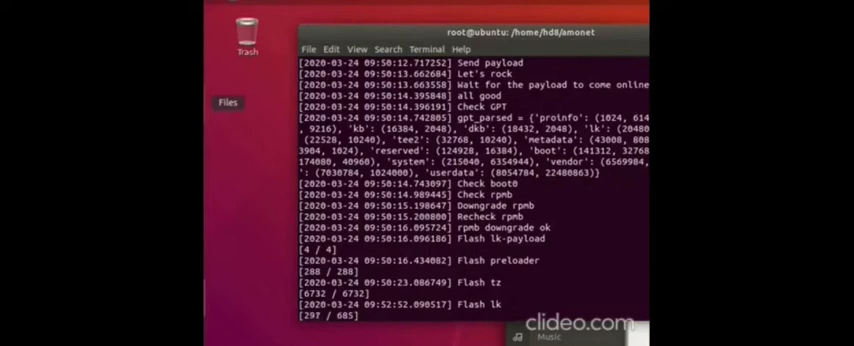 root@ubuntu: /home/hd8/amonet
Trash
File Edit View Search Terminal Help
[2020-03-24 09:50:12.717252] Send payload
[2020-03-24 09:50:13.662684] Let's rock
[2020-03-24 09:50:13.663558] Wait for the payload to come online
[2020-03-24 09:50:14.395848] all good
[2020-03-24 09:50:14.396191] Check GPT
[2020-03-24 09:50:14.742805] gpt_parsed = {'proinfo': (1024, 614
, 9216), 'kb': (16384, 2048), 'dkb': (18432, 2048), 'lk': (20480
(22528, 10240), 'tee2': (32768, 10240), 'metadata': (43008, 808
3904, 1024), 'reserved': (124928, 16384), 'boot': (141312, 32768
174080, 40960), 'system': (215040, 6354944), 'vendor': (6569984,
': (7030784, 1024000), 'userdata': (8054784, 22480863)}
[2020-03-24 09:50:14.743097] Check boot0
[2020-03-24 09:50:14.989445] Check rpmb
[2020-03-24 09:50:15.198647] Downgrade rpmb
[2020-03-24 09:50:15.200800] Recheck rpmb
[2020-03-24 09:50:16.095724] rpmb downgrade ok
[2020-03-24 09:50:16.096186] Flash lk-payload
[4 / 4]
[2020-03-24 09:50:16.434082] Flash preloader
[288 / 288]
[2020-03-24 09:50:23.086749] Flash tz
[6732 / 6732]
[2020-03-24 09:52:52.090517] Flash lk
[297 / 685]
Files
clideo.com
Music